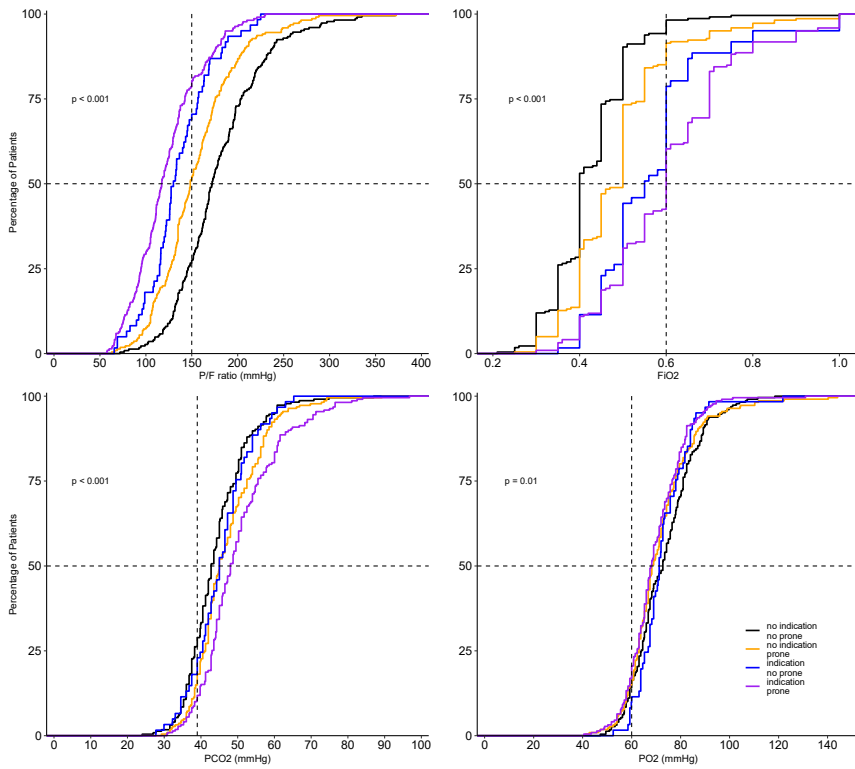 100
75
50
25
0
Percentage of Patients
p < 0.001
0 50 100 150 200 250 300 350 400
P/F ratio (mmHg)
100
75
50
25
0
p < 0.001
0.2 0.4 0.6 0.8 1.0
FiO2
100
75
50
25
0
Percentage of Patients
p < 0.001
0 10 20 30 40 50 60 70 80 90 100
PCO2 (mmHg)
100
75
50
25
0
p = 0.01
no indication
no prone
no indication
prone
indication
no prone
indication
prone
0 20 40 60 80 100 120 140
PO2 (mmHg)